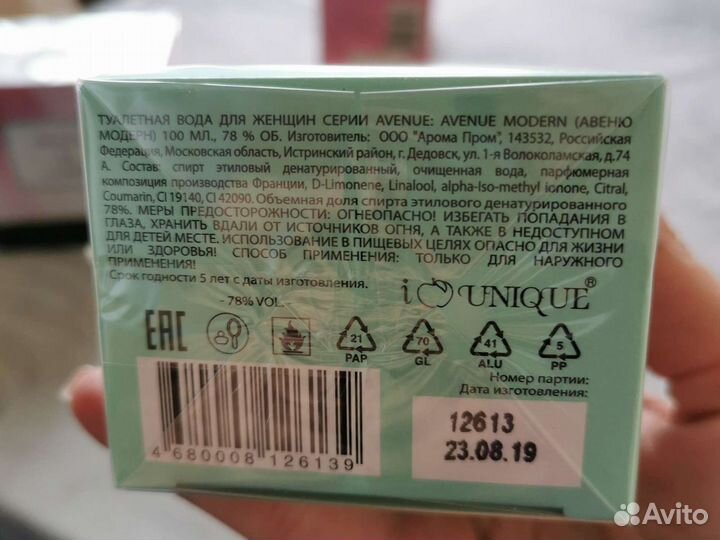 ТУАЛЕТНАЯ ВОДА ДЛЯ ЖЕНЩИН СЕРИИ AVENUE: AVENUE MODERN (АВЕНЮ
МОДЕРН) 100 МЛ., 78 % ОБ. Изготовитель: ООО "Арома Пром", 143532, Российская
Федерация, Московская область, Истринский район, г. Дедовск, ул. 1-я Волоколамская, д.74
А. Состав: спирт этиловый денатурированный, очищенная вода, парфюмерная
композиция производства Франции, D-Limonene, Linalool, alpha-Iso-methyl ionone, Citral,
Coumarin, CI 19140, CI 42090. Объемная доля спирта этилового денатурированного
78%. МЕРЫ ПРЕДОСТОРОЖНОСТИ: ОГНЕОПАСНО! ИЗБЕГАТЬ ПОПАДАНИЯ В
ГЛАЗА, ХРАНИТЬ ВДАЛИ ОТ ИСТОЧНИКОВ ОГНЯ, А ТАКЖЕ В НЕДОСТУПНОМ
ДЛЯ ДЕТЕЙ МЕСТЕ. ИСПОЛЬЗОВАНИЕ В ПИЩЕВЫХ ЦЕЛЯХ ОПАСНО ДЛЯ ЖИЗНИ
ИЛИ ЗДОРОВЬЯ! СПОСОБ ПРИМЕНЕНИЯ: ТОЛЬКО ДЛЯ НАРУЖНОГО
ПРИМЕНЕНИЯ!
Срок годности 5 лет с даты изготовления.
- 78% VOL.
i UNIQUE®
EAC
21 70 41 5
PAP GL ALU PP
Номер партии:
Дата изготовления:
12613
23.08.19
4 680008 126139
Avito